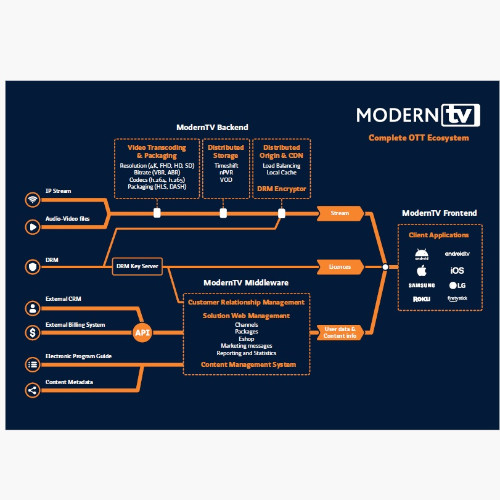 MODERN tv
Complete OTT Ecosystem
ModernTV Backend
Video Transcoding
& Packaging
Resolution (4K, FHD, HD, SD)
Bitrate (VBR, ABR)
Codecs (h.264, h.265)
Packaging (HLS, DASH)
Distributed
Storage
Timeshift
nPVR
VOD
Distributed
Origin & CDN
Load Balancing
Local Cache
DRM Encryptor
IP Stream
Audio-Video files
Stream
ModernTV Frontend
Client Applications
android
androidtv
iOS
SAMSUNG
LG
ROKU
firetv stick
DRM
DRM Key Server
Licenses
ModernTV Middleware
Customer Relationship Management
Solution Web Management
Channels
Packages
Eshop
Marketing messages
Reporting and Statistics
Content Management System
External CRM
External Billing System
API
User data &
Content info
Electronic Program Guide
Content Metadata